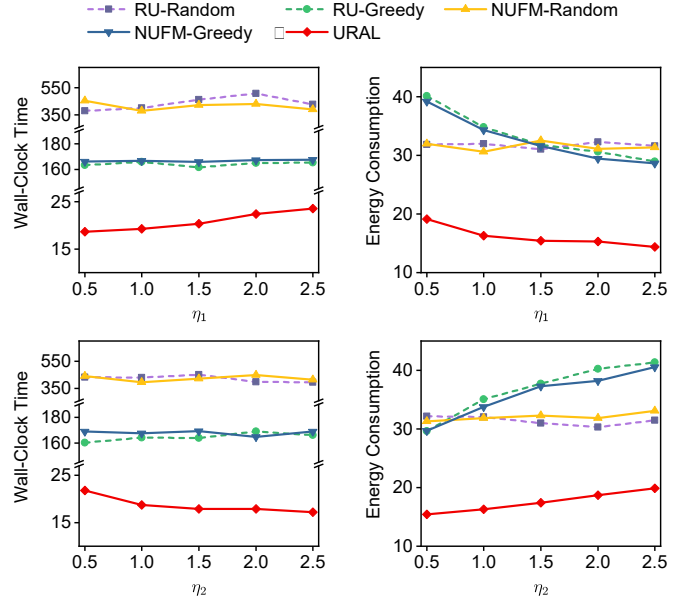 RU-Random RU-Greedy NUFM-Random
NUFM-Greedy URAL
Wall-Clock Time
550
350
180
160
25
15
0.5 1.0 1.5 2.0 2.5
η1
Energy Consumption
40
30
20
10
0.5 1.0 1.5 2.0 2.5
η1
Wall-Clock Time
550
350
180
160
25
15
0.5 1.0 1.5 2.0 2.5
η2
Energy Consumption
40
30
20
10
0.5 1.0 1.5 2.0 2.5
η2